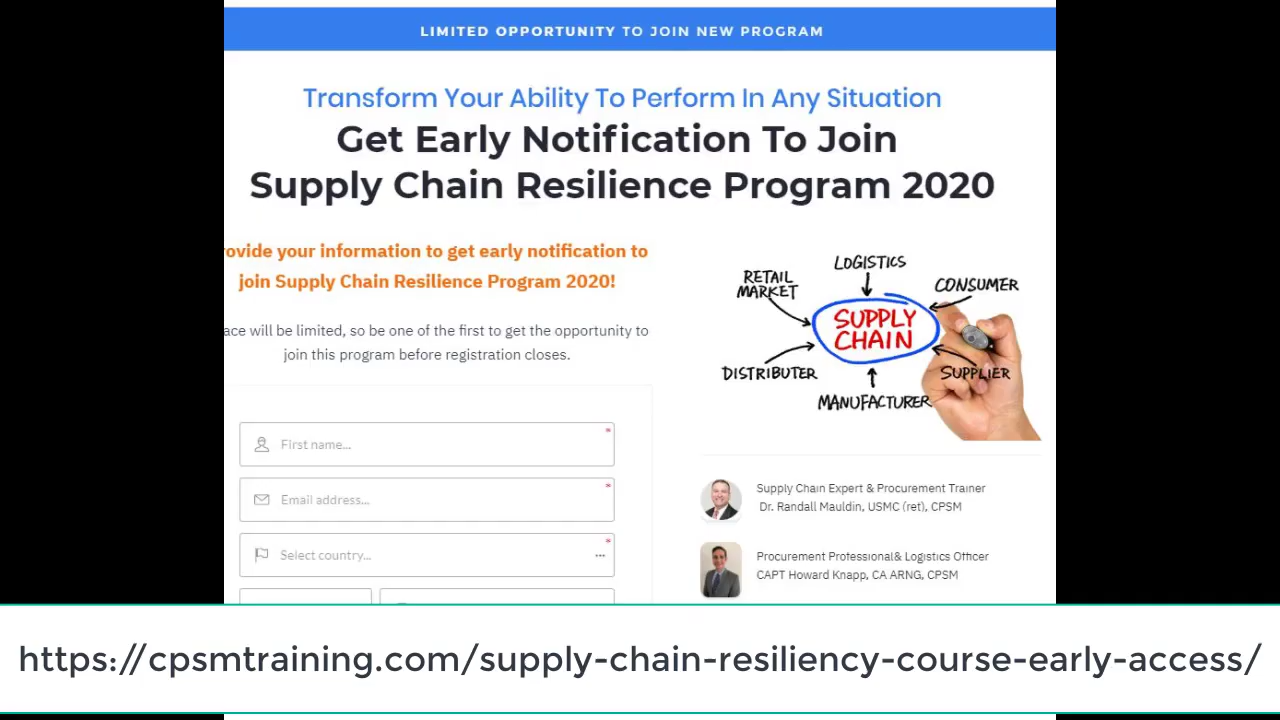 LIMITED OPPORTUNITY TO JOIN NEW PROGRAM
Transform Your Ability To Perform In Any Situation
Get Early Notification To Join
Supply Chain Resilience Program 2020
rovide your information to get early notification to
join Supply Chain Resilience Program 2020!
ace will be limited, so be one of the first to get the opportunity to
join this program before registration closes.
First name...
*
Email address...
*
Select country...
*
LOGISTICS
RETAIL
MARKET
CONSUMER
SUPPLY
CHAIN
DISTRIBUTER
SUPPLIER
MANUFACTURER
Supply Chain Expert & Procurement Trainer
Dr. Randall Mauldin, USMC (ret), CPSM
Procurement Professional& Logistics Officer
CAPT Howard Knapp, CA ARNG, CPSM
https://cpsmtraining.com/supply-chain-resiliency-course-early-access/